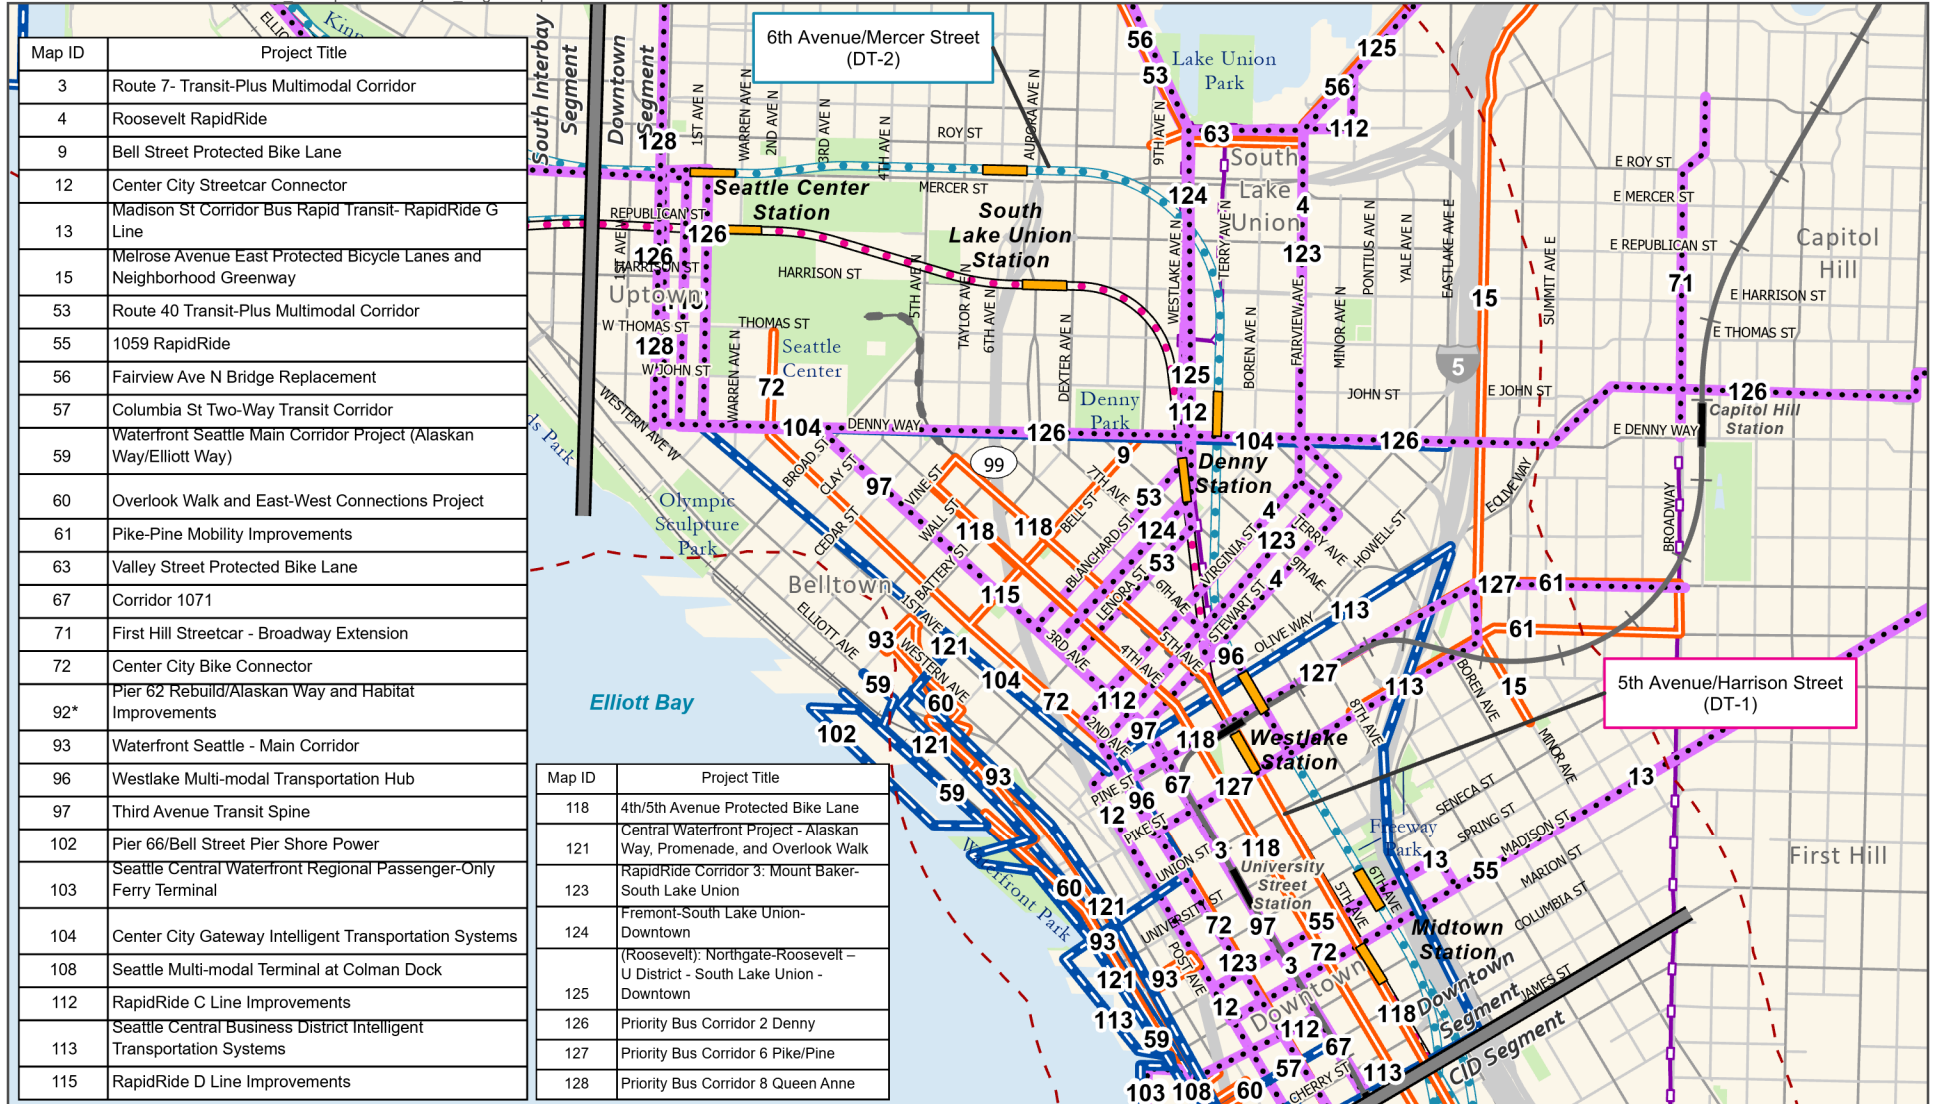 Map ID Project Title
3 Route 7- Transit-Plus Multimodal Corridor
4 Roosevelt RapidRide
9 Bell Street Protected Bike Lane
12 Center City Streetcar Connector
Madison St Corridor Bus Rapid Transit- RapidRide G
13 Line
Melrose Avenue East Protected Bicycle Lanes and
15 Neighborhood Greenway
53 Route 40 Transit-Plus Multimodal Corridor
55 1059 RapidRide
56 Fairview Ave N Bridge Replacement
57 Columbia St Two-Way Transit Corridor
Waterfront Seattle Main Corridor Project (Alaskan
59 Way/Elliott Way)
60 Overlook Walk and East-West Connections Project
61 Pike-Pine Mobility Improvements
63 Valley Street Protected Bike Lane
67 Corridor 1071
71 First Hill Streetcar - Broadway Extension
72 Center City Bike Connector
Pier 62 Rebuild/Alaskan Way and Habitat
92* Improvements
93 Waterfront Seattle - Main Corridor
96 Westlake Multi-modal Transportation Hub
97 Third Avenue Transit Spine
102 Pier 66/Bell Street Pier Shore Power
Seattle Central Waterfront Regional Passenger-Only
103 Ferry Terminal
104 Center City Gateway Intelligent Transportation Systems
108 Seattle Multi-modal Terminal at Colman Dock
112 RapidRide C Line Improvements
Seattle Central Business District Intelligent
113 Transportation Systems
115 RapidRide D Line Improvements
Map ID Project Title
118 4th/5th Avenue Protected Bike Lane
Central Waterfront Project - Alaskan
121 Way, Promenade, and Overlook Walk
RapidRide Corridor 3: Mount Baker-
123 South Lake Union
Fremont-South Lake Union-
124 Downtown
(Roosevelt): Northgate-Roosevelt –
U District - South Lake Union -
125 Downtown
126 Priority Bus Corridor 2 Denny
127 Priority Bus Corridor 6 Pike/Pine
128 Priority Bus Corridor 8 Queen Anne
South Interbay
Segment
Downtown
Segment
6th Avenue/Mercer Street
(DT-2)
5th Avenue/Harrison Street
(DT-1)
Lake Union
Park
South
Lake
Union
Capitol
Hill
Seattle Center
Station
South
Lake Union
Station
Uptown
Seattle
Center
Denny
Park
Denny
Station
Capitol Hill
Station
Olympic
Sculpture
Park
Belltown
Elliott Bay
Westlake
Station
Freeway
Park
University
Street
Station
Midtown
Station
First Hill
Waterfront Park
Downtown
Downtown
Segment
CID Segment
ROY ST
MERCER ST
REPUBLICAN ST
HARRISON ST
HARRISON ST
W THOMAS ST
THOMAS ST
W JOHN ST
JOHN ST
DENNY WAY
E ROY ST
E MERCER ST
E REPUBLICAN ST
E HARRISON ST
E THOMAS ST
E JOHN ST
E DENNY WAY
E OLIVE WAY
1ST AVE N
WARREN AVE N
2ND AVE N
3RD AVE N
4TH AVE N
AURORA AVE N
9TH AVE N
5TH AVE N
TAYLOR AVE N
6TH AVE N
DEXTER AVE N
WESTLAKE AVE N
TERRY AVE N
BOREN AVE N
FAIRVIEW AVE N
MINOR AVE N
PONTIUS AVE N
YALE AVE N
EASTLAKE AVE E
SUMMIT AVE E
BROADWAY
WARREN AVE N
WESTERN AVE W
BROAD ST
CLAY ST
CEDAR ST
VINE ST
WALL ST
BATTERY ST
BELL ST
7TH AVE
BLANCHARD ST
LENORA ST
VIRGINIA ST
STEWART ST
TERRY AVE
9TH AVE
HOWELL ST
OLIVE WAY
6TH AVE
5TH AVE
4TH AVE
3RD AVE
2ND AVE
1ST AVE
WESTERN AVE
ELLIOTT AVE
PINE ST
PIKE ST
UNION ST
UNIVERSITY ST
POST AVE
8TH AVE
BOREN AVE
MINOR AVE
SENECA ST
SPRING ST
MADISON ST
MARION ST
COLUMBIA ST
JAMES ST
CHERRY ST
5TH AVE
6TH AVE
99
5